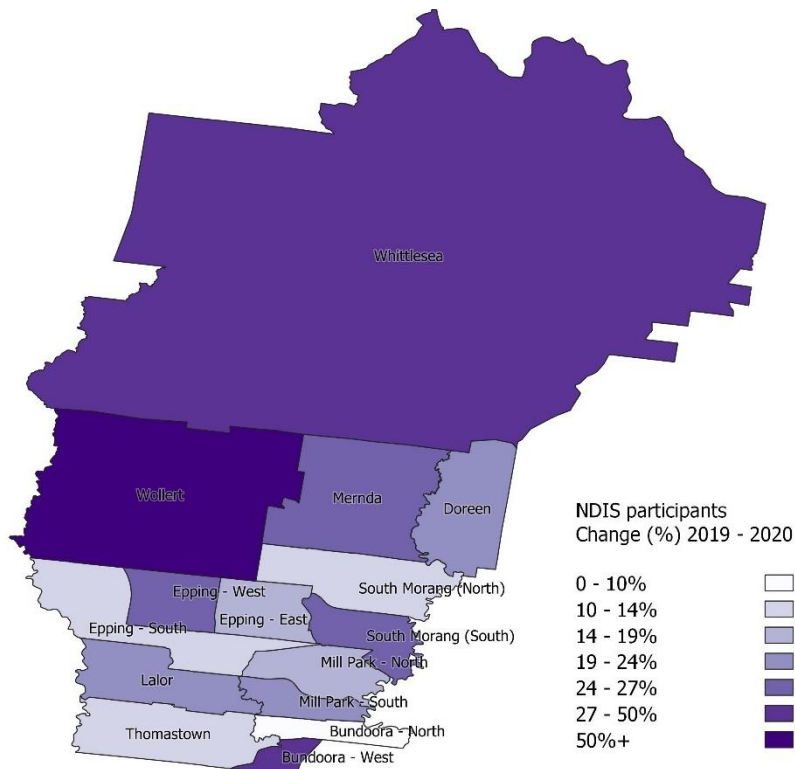 Whittlesea
Wollert
Mernda
Doreen
NDIS participants
Change (%) 2019 - 2020
0 - 10%
10 - 14%
14 - 19%
19 - 24%
24 - 27%
27 - 50%
50%+
South Morang (North)
Epping - West
Epping - East
Epping - South
South Morang (South)
Mill Park - North
Lalor
Mill Park - South
Thomastown
Bundoora - North
Bundoora - West